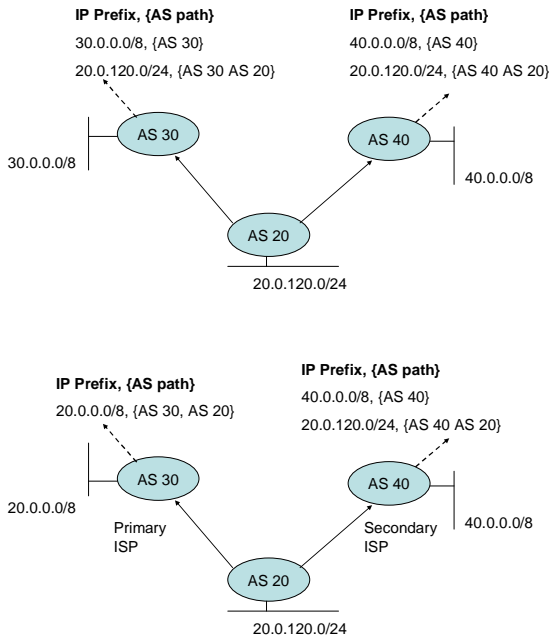 IP Prefix, {AS path}
30.0.0.0/8, {AS 30}
20.0.120.0/24, {AS 30 AS 20}
IP Prefix, {AS path}
40.0.0.0/8, {AS 40}
20.0.120.0/24, {AS 40 AS 20}
AS 30
AS 40
30.0.0.0/8
40.0.0.0/8
AS 20
20.0.120.0/24
IP Prefix, {AS path}
20.0.0.0/8, {AS 30, AS 20}
IP Prefix, {AS path}
40.0.0.0/8, {AS 40}
20.0.120.0/24, {AS 40 AS 20}
AS 30
AS 40
20.0.0.0/8
Primary
ISP
Secondary
ISP
40.0.0.0/8
AS 20
20.0.120.0/24